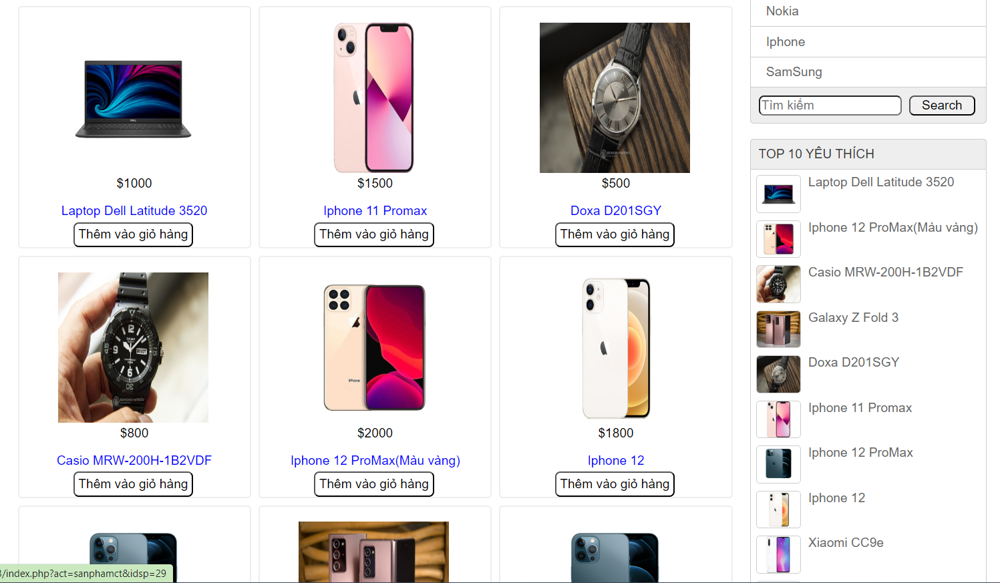 $1000
Laptop Dell Latitude 3520
Thêm vào giỏ hàng
$1500
Iphone 11 Promax
Thêm vào giỏ hàng
$500
Doxa D201SGY
Thêm vào giỏ hàng
$800
Casio MRW-200H-1B2VDF
Thêm vào giỏ hàng
iPhone
$2000
Iphone 12 ProMax(Màu vàng)
Thêm vào giỏ hàng
$1800
Iphone 12
Thêm vào giỏ hàng
3/index.php?act=sanphamct&idsp=29
Nokia
Iphone
SamSung
Tìm kiếm
Search
TOP 10 YÊU THÍCH
Laptop Dell Latitude 3520
Iphone 12 ProMax(Màu vàng)
Casio MRW-200H-1B2VDF
Galaxy Z Fold 3
Doxa D201SGY
Iphone 11 Promax
Iphone 12 ProMax
Iphone 12
Xiaomi CC9e